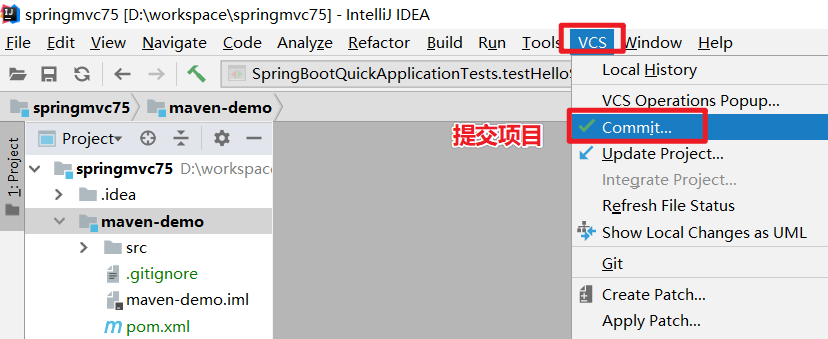 springmvc75 [D:\workspace\springmvc75] - IntelliJ IDEA
File Edit View Navigate Code Analyze Refactor Build Run Tools VCS Window Help
SpringBootQuickApplicationTests.testHello
springmvc75 maven-demo
Project
1: Project
springmvc75 D:\workspace
.idea
maven-demo
src
.gitignore
maven-demo.iml
pom.xml
提交项目
Local History
VCS Operations Popup...
Commit...
Update Project...
Integrate Project...
Refresh File Status
Show Local Changes as UML
Git
Create Patch...
Apply Patch...